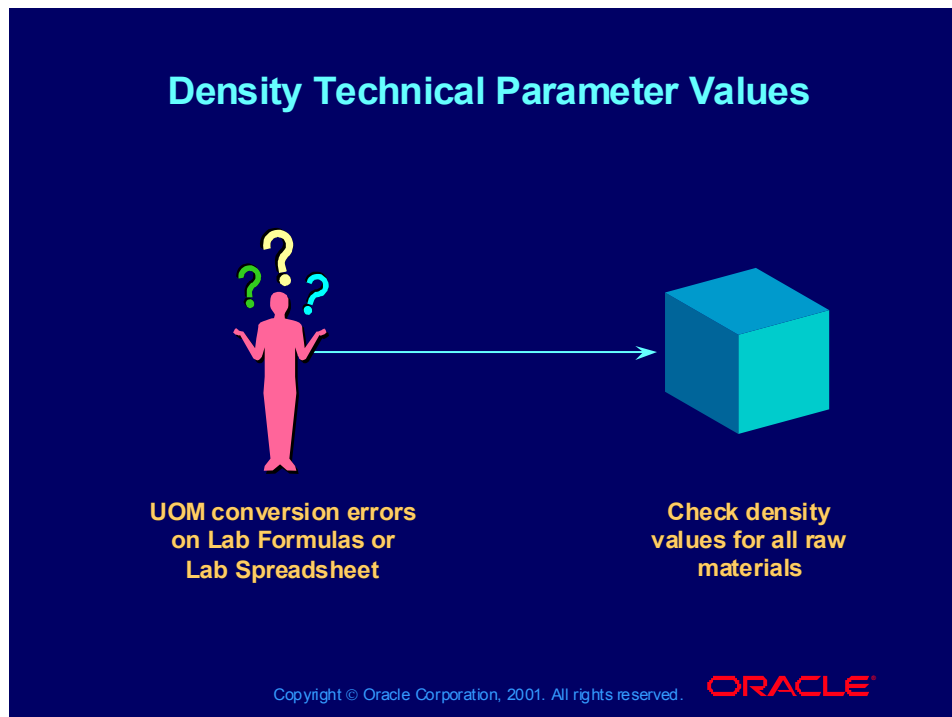 Density Technical Parameter Values
? ? ?
UOM conversion errors
on Lab Formulas or
Lab Spreadsheet
Check density
values for all raw
materials
Copyright © Oracle Corporation, 2001. All rights reserved.
ORACLE®